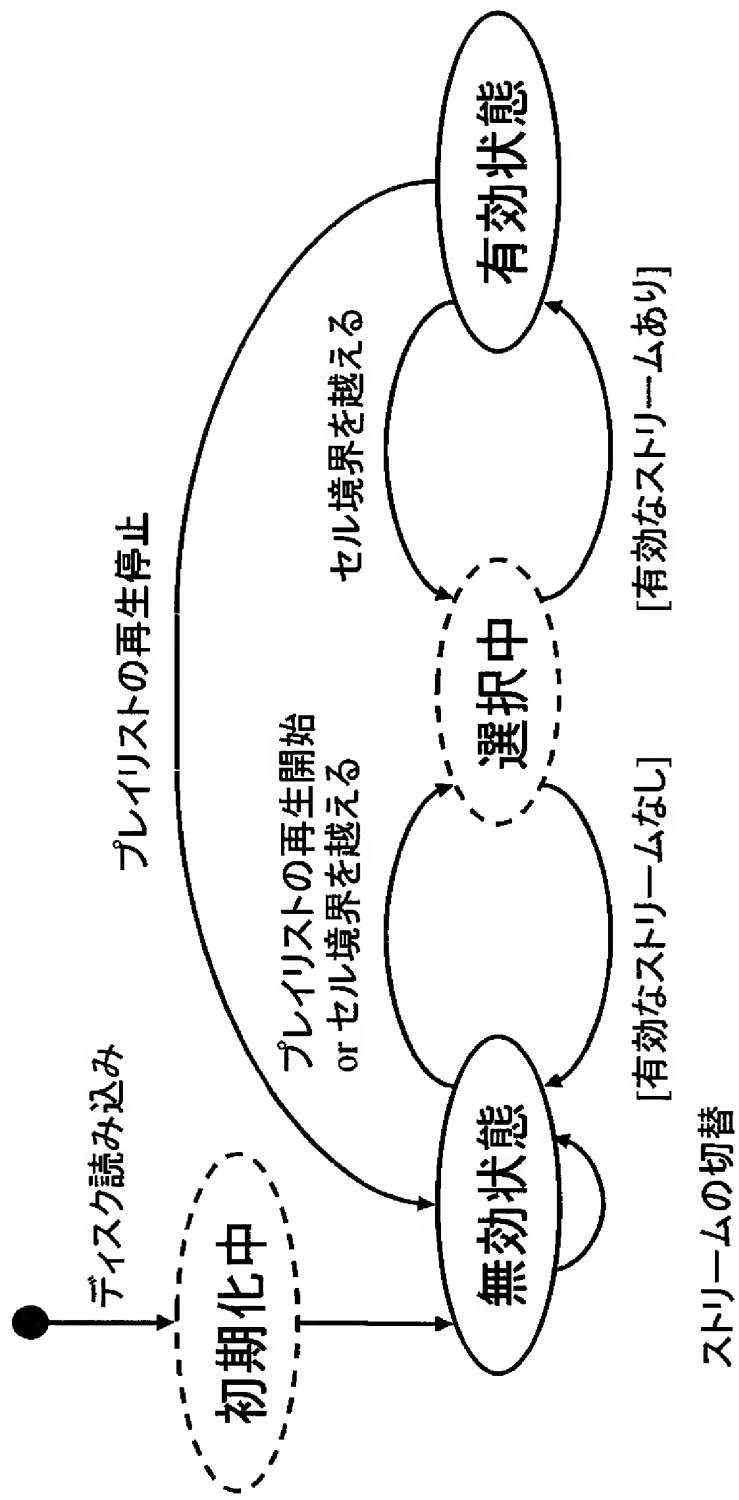 ディスク読み込み
初期化中
プレイリストの再生停止
プレイリストの再生開始
or セル境界を越える
セル境界を越える
無効状態
選択中
有効状態
[有効なストリームなし]
[有効なストリームあり]
ストリームの切替